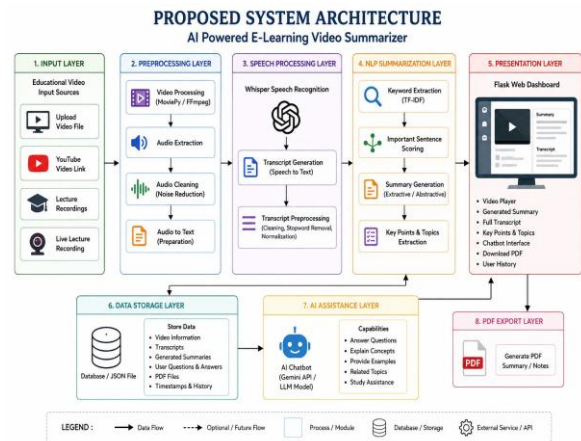 PROPOSED SYSTEM ARCHITECTURE
AI Powered E-Learning Video Summarizer
1. INPUT LAYER
Educational Video
Input Sources
Upload
Video File
YouTube
Video Link
Lecture
Recordings
Live Lecture
Recording
2. PREPROCESSING LAYER
Video Processing
(MoviePy / FFmpeg)
Audio Extraction
Audio Cleaning
(Noise Reduction)
Audio to Text
(Preparation)
3. SPEECH PROCESSING LAYER
Whisper Speech Recognition
Transcript Generation
(Speech to Text)
Transcript Preprocessing
(Cleaning, Stopword Removal,
Normalization)
4. NLP SUMMARIZATION LAYER
Keyword Extraction
(TF-IDF)
Important Sentence
Scoring
Summary Generation
(Extractive / Abstractive)
Key Points & Topics
Extraction
5. PRESENTATION LAYER
Flask Web Dashboard
Summary
Transcript
• Video Player
• Generated Summary
• Full Transcript
• Key Points & Topics
• Chatbot Interface
• Download PDF
• User History
6. DATA STORAGE LAYER
Database / JSON File
Store Data
• Video Information
• Transcripts
• Generated Summaries
• User Questions & Answers
• PDF Files
• Timestamps & History
7. AI ASSISTANCE LAYER
AI Chatbot
(Gemini API /
LLM Model)
Capabilities
• Answer Questions
• Explain Concepts
• Provide Examples
• Related Topics
• Study Assistance
8. PDF EXPORT LAYER
PDF
Generate PDF
Summary / Notes
LEGEND :
Data Flow
Optional / Future Flow
Process / Module
Database / Storage
External Service / API